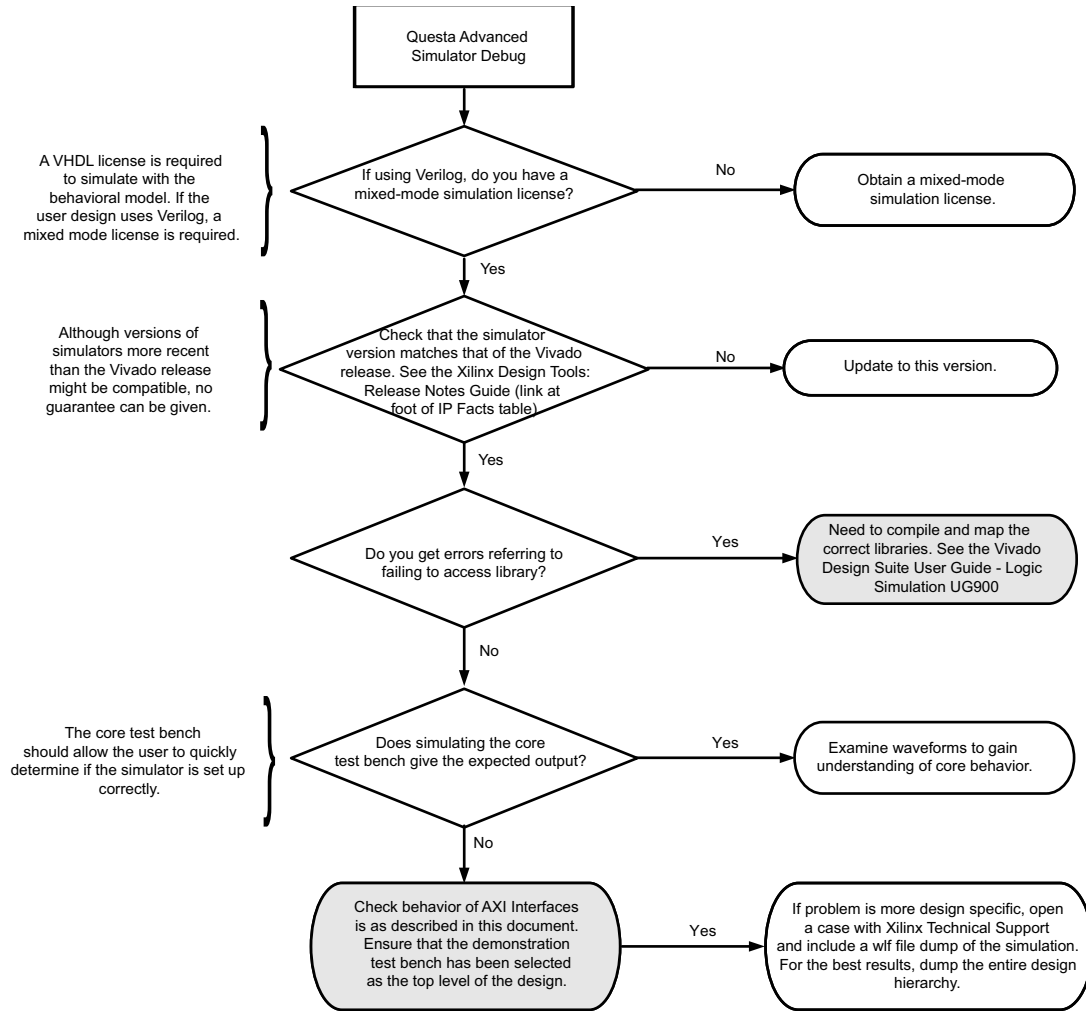 Questa Advanced
Simulator Debug
A VHDL license is required
to simulate with the
behavioral model. If the
user design uses Verilog, a
mixed mode license is required.
If using Verilog, do you have a
mixed-mode simulation license?
No
Obtain a mixed-mode
simulation license.
Yes
Although versions of
simulators more recent
than the Vivado release
might be compatible, no
guarantee can be given.
Check that the simulator
version matches that of the Vivado
release. See the Xilinx Design Tools:
Release Notes Guide (link at
foot of IP Facts table)
No
Update to this version.
Yes
Do you get errors referring to
failing to access library?
Yes
Need to compile and map the
correct libraries. See the Vivado
Design Suite User Guide - Logic
Simulation UG900
No
The core test bench
should allow the user to quickly
determine if the simulator is set up
correctly.
Does simulating the core
test bench give the expected output?
Yes
Examine waveforms to gain
understanding of core behavior.
No
Check behavior of AXI Interfaces
is as described in this document.
Ensure that the demonstration
test bench has been selected
as the top level of the design.
Yes
If problem is more design specific, open
a case with Xilinx Technical Support
and include a wlf file dump of the simulation.
For the best results, dump the entire design
hierarchy.